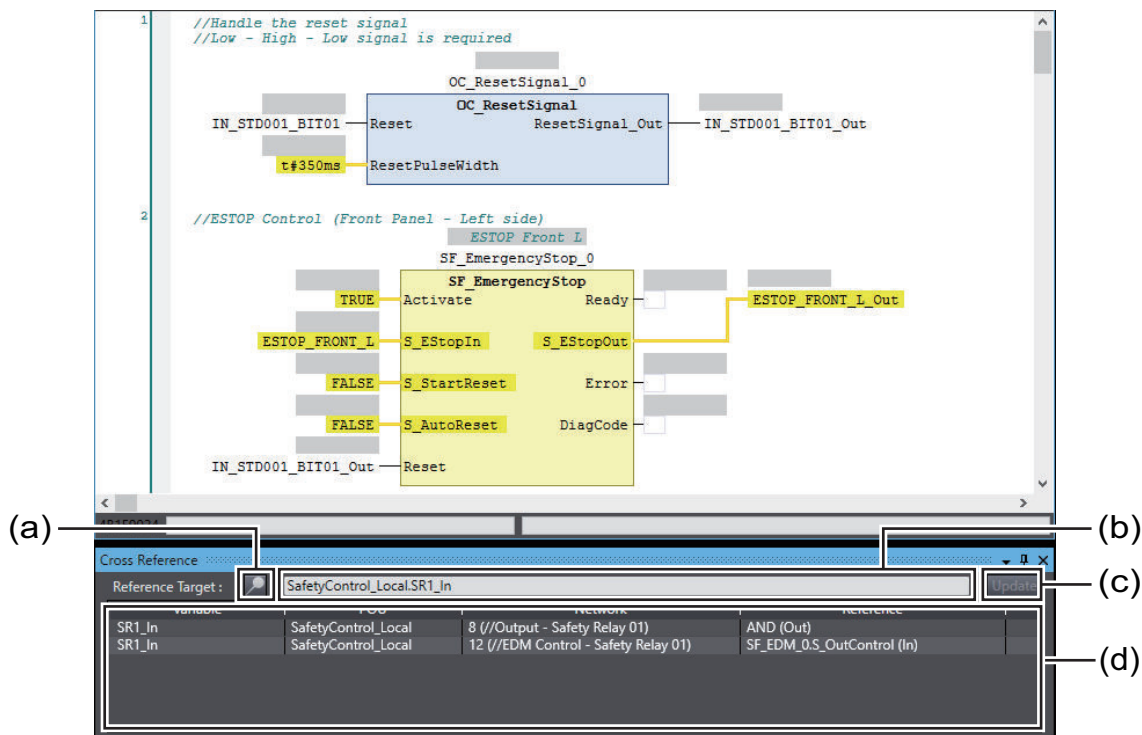 1 //Handle the reset signal
//Low - High - Low signal is required
OC_ResetSignal_0
OC_ResetSignal
IN_STD001_BIT01 Reset ResetSignal_Out IN_STD001_BIT01_Out
t#350ms ResetPulseWidth
2 //ESTOP Control (Front Panel - Left side)
ESTOP Front L
SF_EmergencyStop_0
SF_EmergencyStop
TRUE Activate Ready ESTOP_FRONT_L_Out
ESTOP_FRONT_L S_EStopIn S_EStopOut
FALSE S_StartReset Error
FALSE S_AutoReset DiagCode
IN_STD001_BIT01_Out Reset
(a) (b)
Cross Reference
Reference Target : SafetyControl_Local.SR1_In Update (c)
Variable POU Network Reference
SR1_In SafetyControl_Local 8 (//Output - Safety Relay 01) AND (Out)
SR1_In SafetyControl_Local 12 (//EDM Control - Safety Relay 01) SF_EDM_0.S_OutControl (In)
(d)